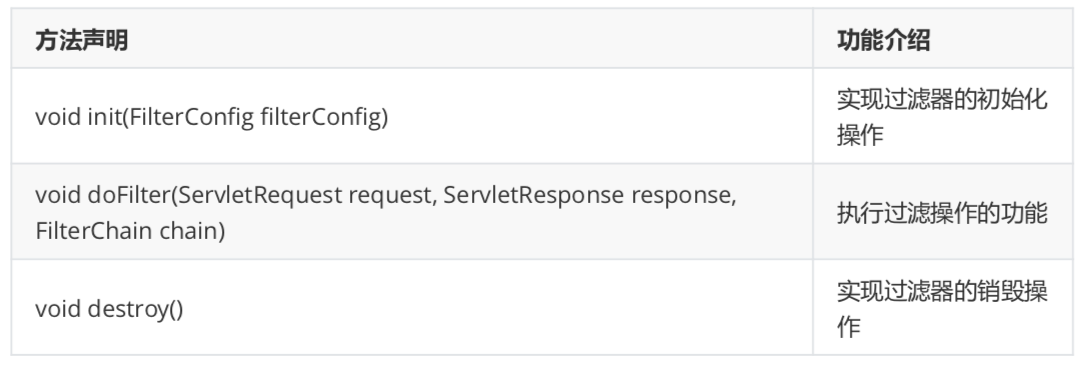 方法声明
功能介绍
void init(FilterConfig filterConfig)
实现过滤器的初始化
操作
void doFilter(ServletRequest request, ServletResponse response,
FilterChain chain)
执行过滤操作的功能
void destroy()
实现过滤器的销毁操
作